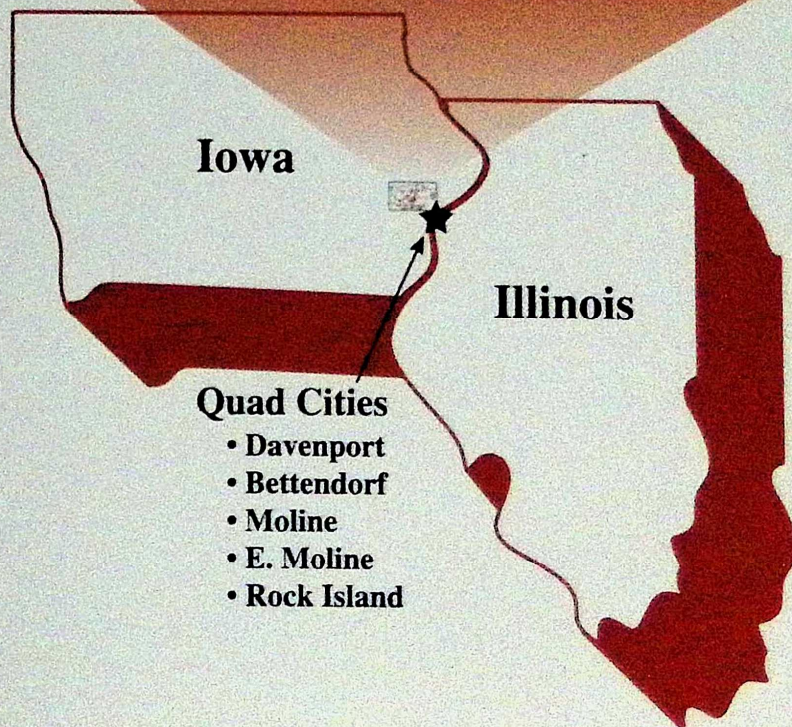 Iowa
Illinois
Quad Cities
• Davenport
• Bettendorf
• Moline
• E. Moline
• Rock Island